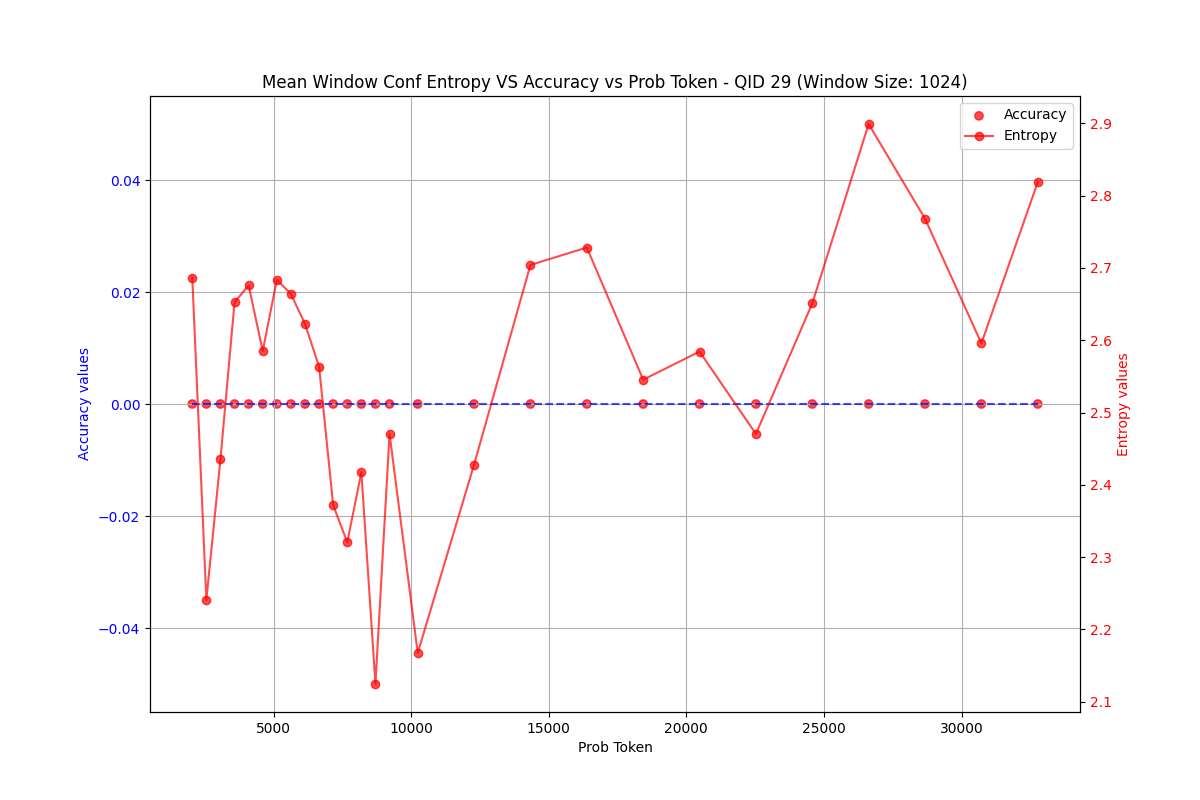 Mean Window Conf Entropy VS Accuracy vs Prob Token - QID 29 (Window Size: 1024)
Accuracy
Entropy
0.04
0.02
0.00
−0.02
−0.04
Accuracy values
2.9
2.8
2.7
2.6
2.5
2.4
2.3
2.2
2.1
Entropy values
5000 10000 15000 20000 25000 30000
Prob Token